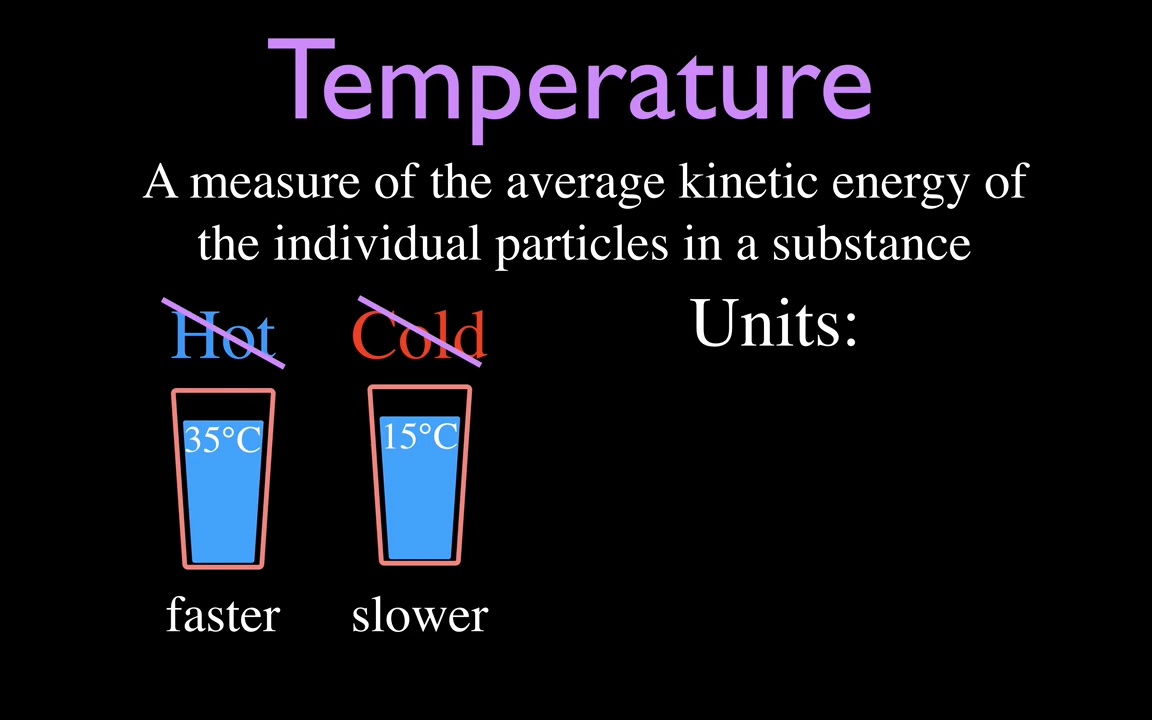 Temperature
A measure of the average kinetic energy of
the individual particles in a substance
Hot Cold Units:
35°C 15°C
faster slower